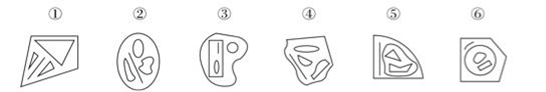 ① ② ③ ④ ⑤ ⑥